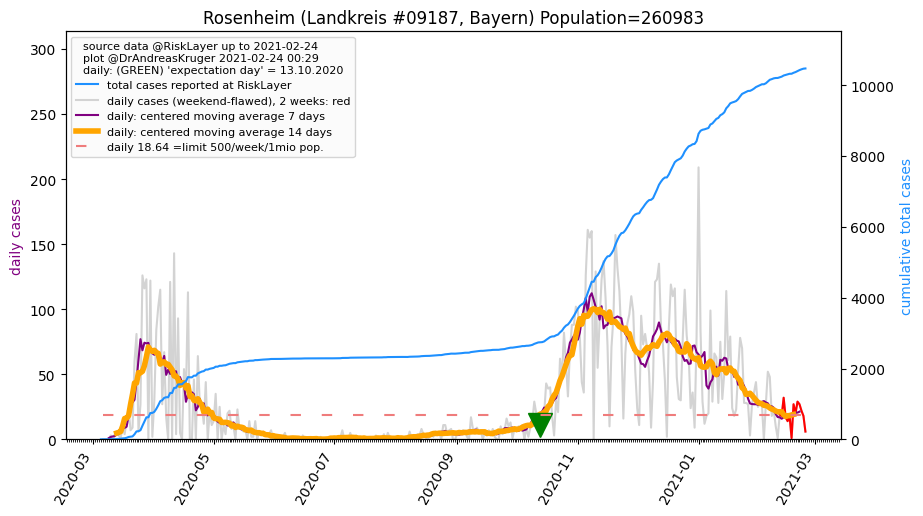 Rosenheim (Landkreis #09187, Bayern) Population=260983
source data @RiskLayer up to 2021-02-24
plot @DrAndreasKruger 2021-02-24 00:29
daily: (GREEN) 'expectation day' = 13.10.2020
total cases reported at RiskLayer
daily cases (weekend-flawed), 2 weeks: red
daily: centered moving average 7 days
daily: centered moving average 14 days
daily 18.64 =limit 500/week/1mio pop.
daily cases
300
250
200
150
100
50
0
cumulative total cases
10000
8000
6000
4000
2000
0
2020-03
2020-05
2020-07
2020-09
2020-11
2021-01
2021-03